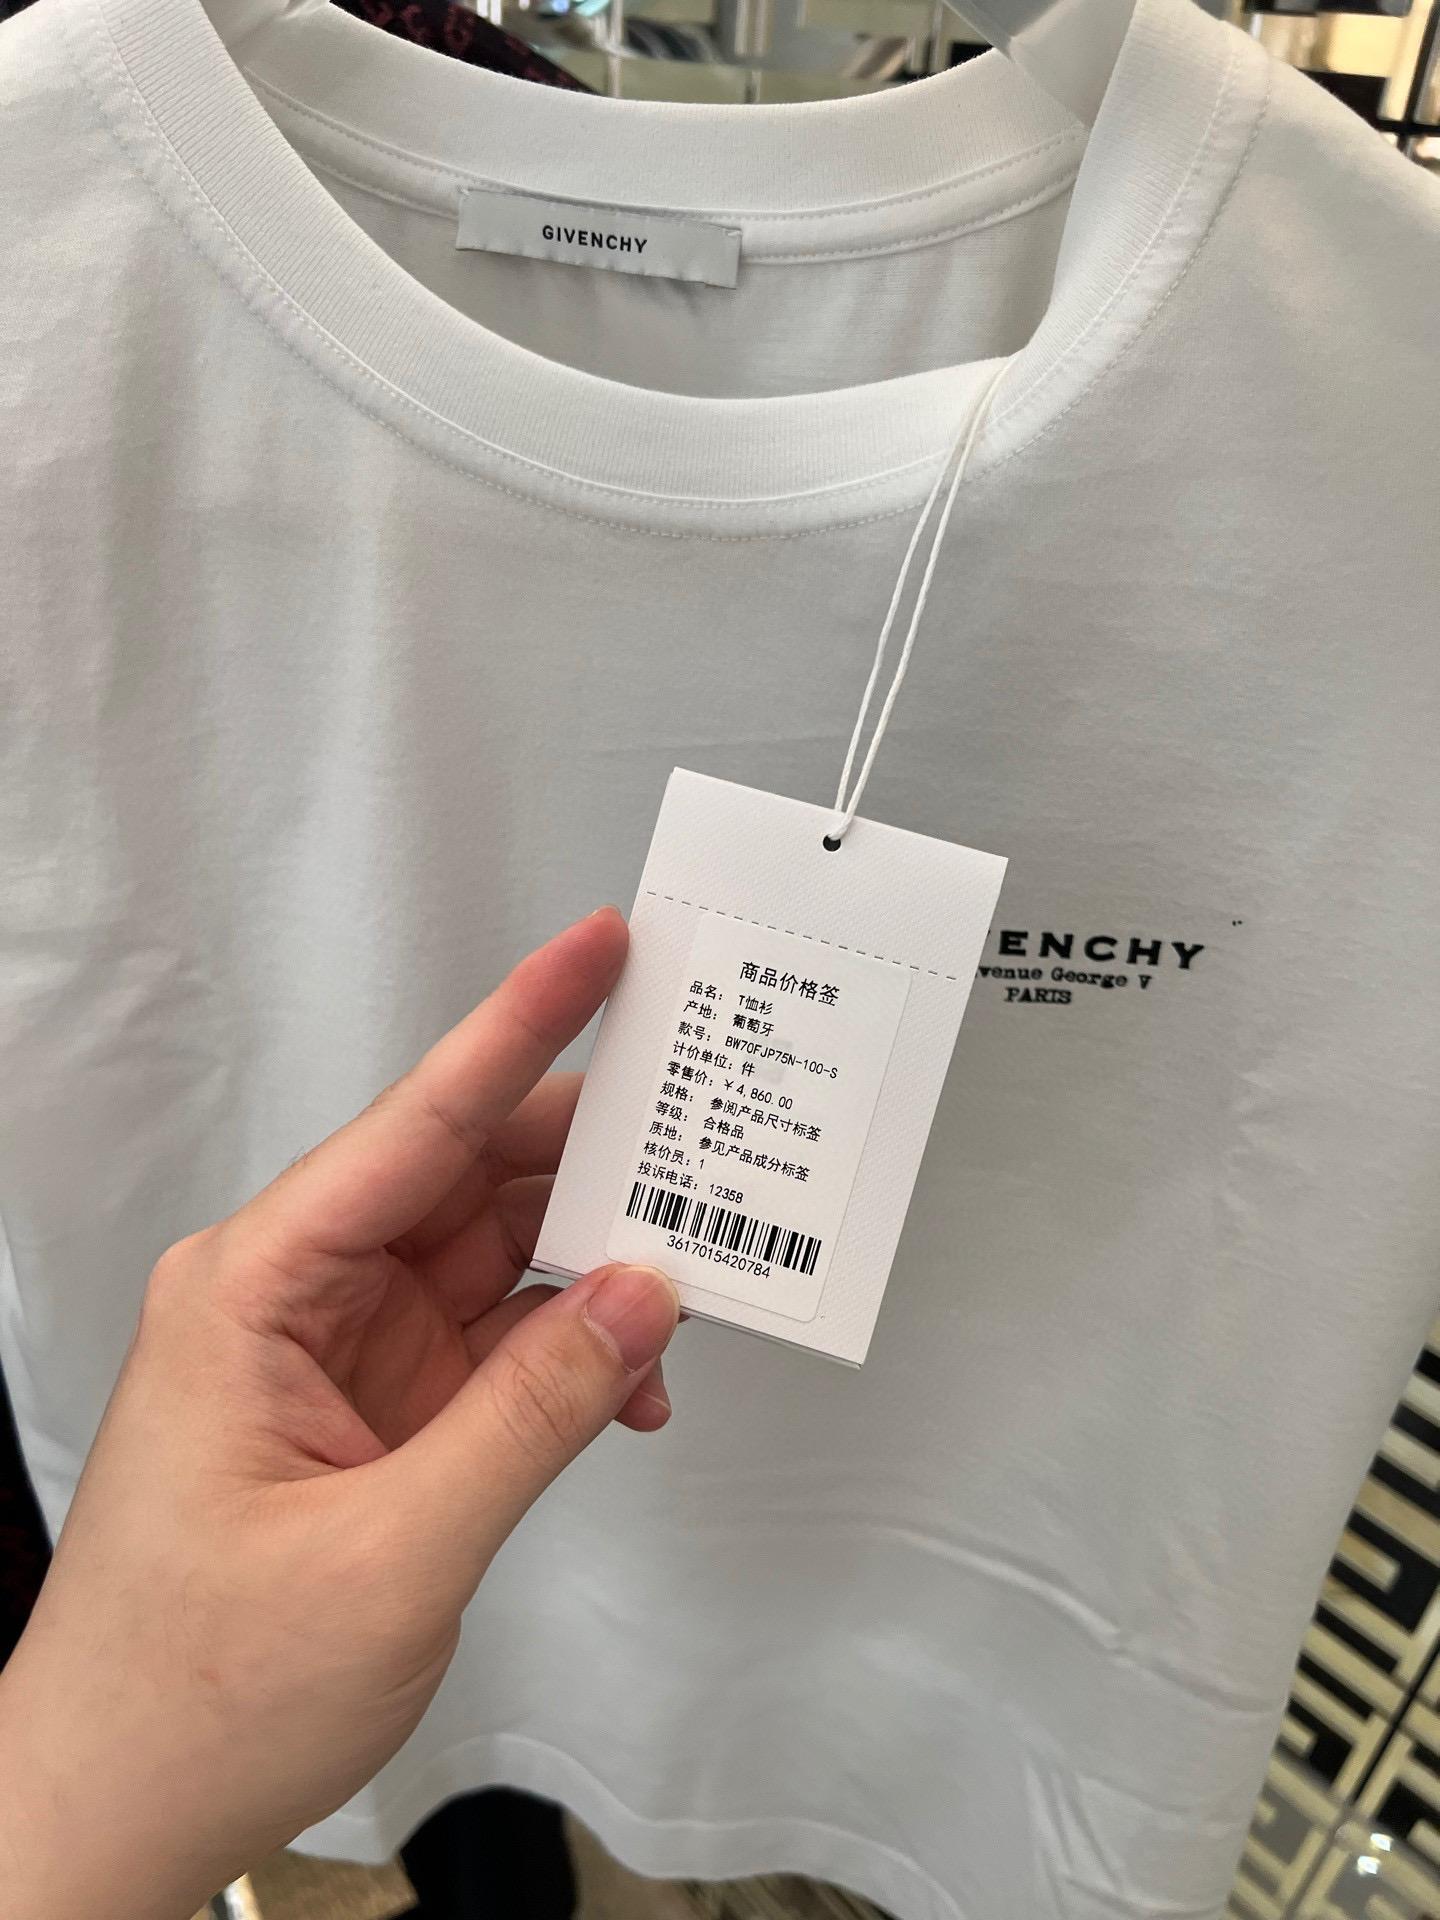 GIVENCHY
VENCHY
venue George V
PARIS
商品价格签
品名： T恤衫
产地： 葡萄牙
款号： BW70FJP75N-100-S
计价单位： 件
零售价： ￥4,860.00
规格： 参阅产品尺寸标签
等级： 合格品
质地： 参见产品成分标签
核价员： 1
投诉电话： 12358
3617015420784